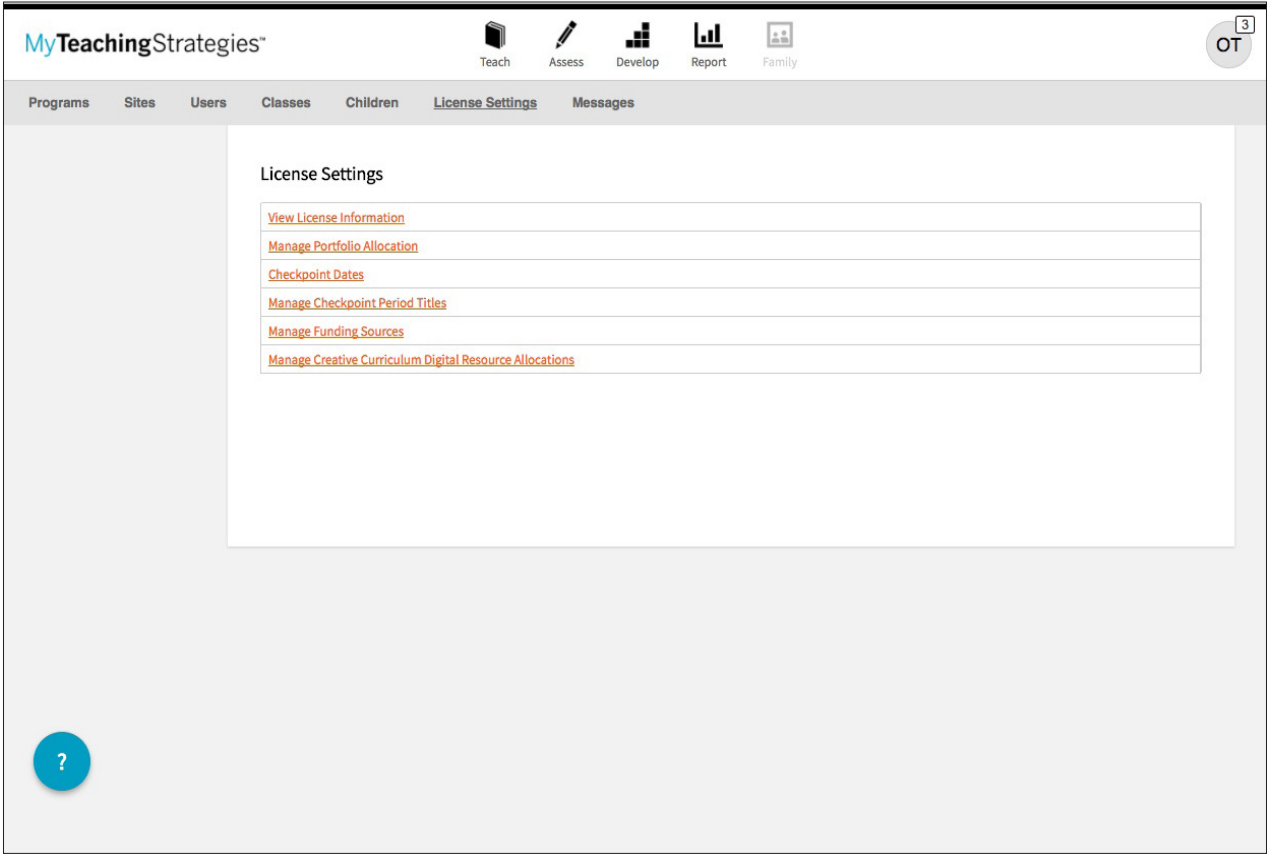 MyTeachingStrategies™
Teach Assess Develop Report Family
3
OT
Programs Sites Users Classes Children License Settings Messages
License Settings
View License Information
Manage Portfolio Allocation
Checkpoint Dates
Manage Checkpoint Period Titles
Manage Funding Sources
Manage Creative Curriculum Digital Resource Allocations
?